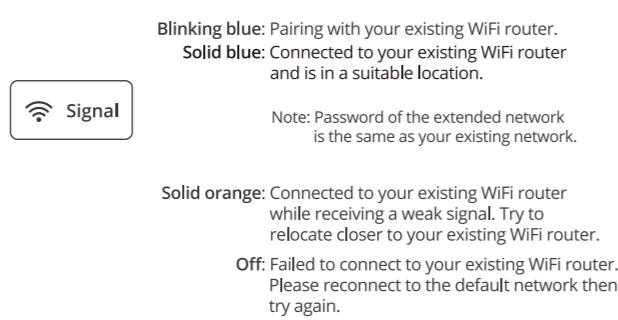 Blinking blue: Pairing with your existing WiFi router.
Solid blue: Connected to your existing WiFi router
and is in a suitable location.
Signal
Note: Password of the extended network
is the same as your existing network.
Solid orange: Connected to your existing WiFi router
while receiving a weak signal. Try to
relocate closer to your existing WiFi router.
Off: Failed to connect to your existing WiFi router.
Please reconnect to the default network then
try again.